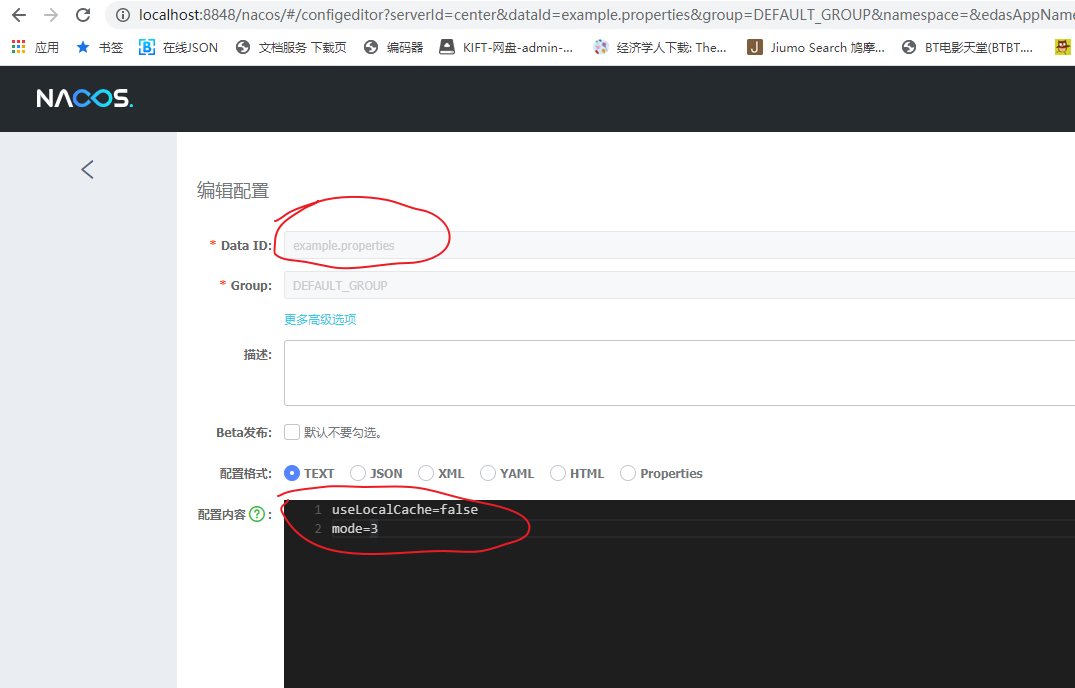 localhost:8848/nacos/#/configeditor?serverId=center&dataId=example.properties&group=DEFAULT_GROUP&namespace=&edasAppName
应用 书签 在线JSON 文档服务 下载页 编码器 KIFT-网盘-admin-... 经济学人下载: The... Jiumo Search 鸠摩... BT电影天堂(BTBT....
NACOS.
编辑配置
* Data ID: example.properties
* Group: DEFAULT_GROUP
更多高级选项
描述:
Beta发布: 默认不要勾选。
配置格式: TEXT JSON XML YAML HTML Properties
配置内容 ? : 1 useLocalCache=false
2 mode=3